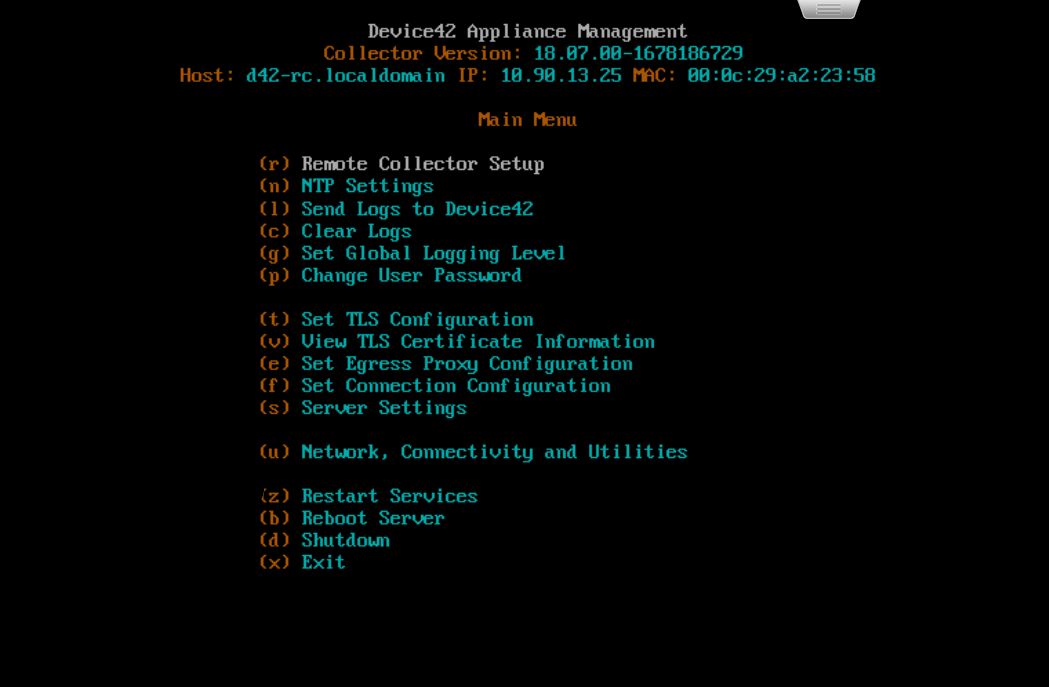 Device42 Appliance Management
Collector Version: 18.07.00-1678186729
Host: d42-rc.localdomain IP: 10.90.13.25 MAC: 00:0c:29:a2:23:58
Main Menu
(r) Remote Collector Setup
(n) NTP Settings
(l) Send Logs to Device42
(c) Clear Logs
(g) Set Global Logging Level
(p) Change User Password
(t) Set TLS Configuration
(v) View TLS Certificate Information
(e) Set Egress Proxy Configuration
(f) Set Connection Configuration
(s) Server Settings
(u) Network, Connectivity and Utilities
(z) Restart Services
(b) Reboot Server
(d) Shutdown
(x) Exit